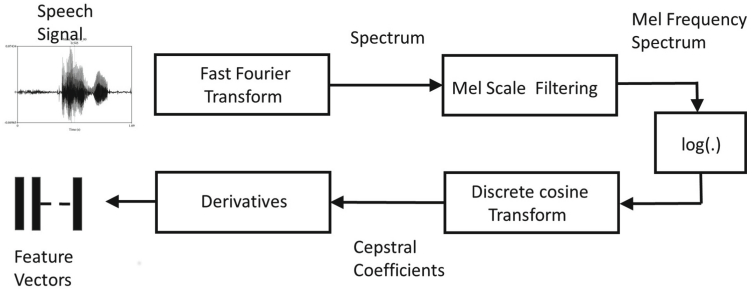 Speech
Signal
Spectrum
Mel Frequency
Spectrum
Fast Fourier
Transform
Mel Scale Filtering
log(.)
Derivatives
Discrete cosine
Transform
Cepstral
Coefficients
Feature
Vectors